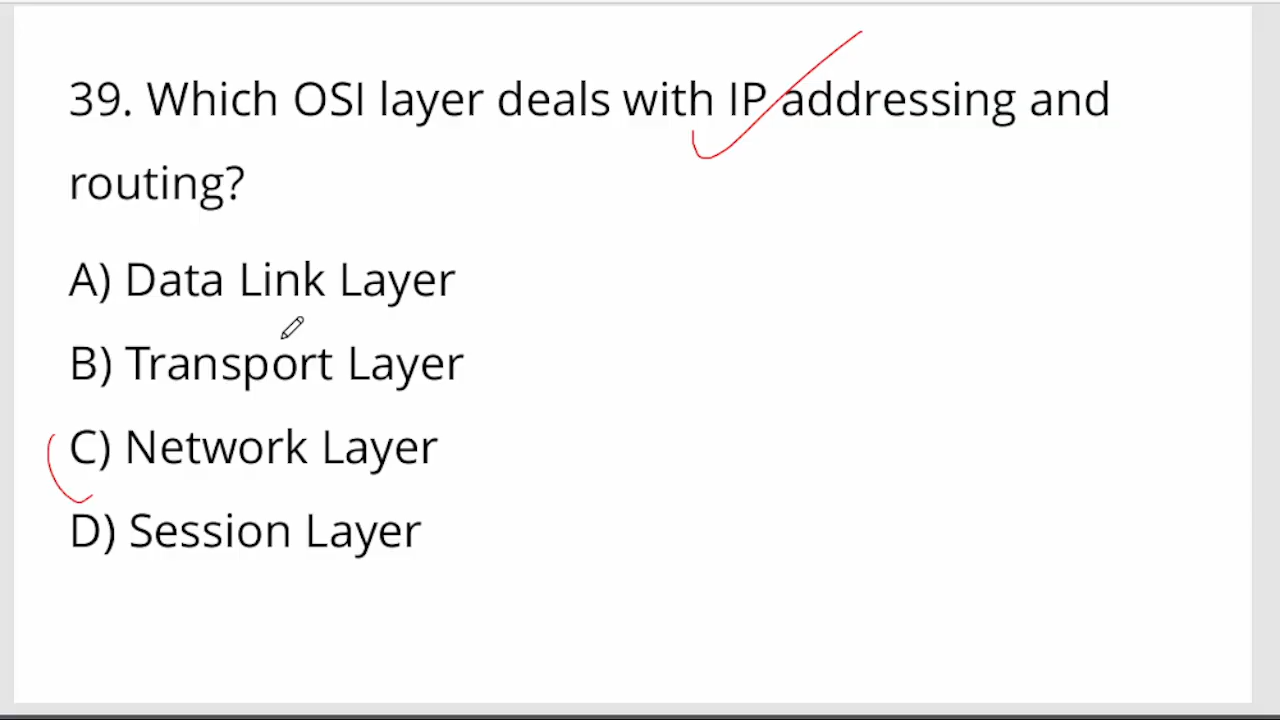 39. Which OSI layer deals with IP addressing and
routing?
A) Data Link Layer
B) Transport Layer
C) Network Layer
D) Session Layer